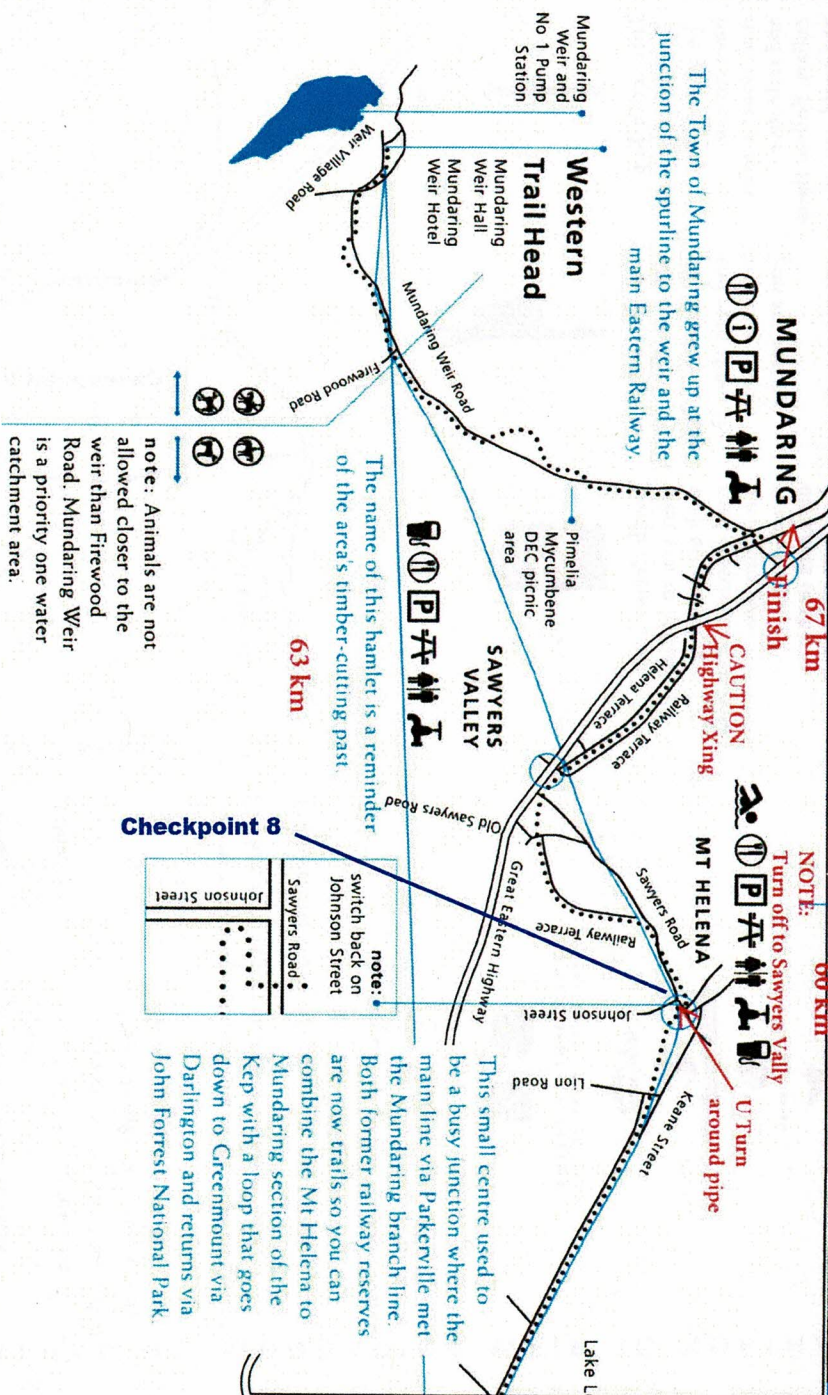 Mundaring
Weir and
No 1 Pump
Station
Western
Trail Head
Mundaring
Weir Hall
Mundaring
Weir Hotel
Weir Village Road
The Town of Mundaring grew up at the
junction of the spurline to the weir and the
main Eastern Railway.
MUNDARING
i
P
67 km
Finish
CAUTION
Highway Xing
Mundaring Weir Road
Firewood Road
Pimelia
Mycumbene
DEC picnic
area
note: Animals are not
allowed closer to the
weir than Firewood
Road. Mundaring Weir
is a priority one water
catchment area.
SAWYERS
VALLEY
P
The name of this hamlet is a reminder
of the area's timber-cutting past.
63 km
Helena Terrace
Railway Terrace
Old Sawyers Road
Great Eastern Highway
Checkpoint 8
NOTE:
Turn off to Sawyers Vally
MT HELENA
P
60 km
Sawyers Road
Railway Terrace
Johnson Street
U Turn
around pipe
Lion Road
Keane Street
note:
switch back on
Johnson Street
Sawyers Road
Johnson Street
This small centre used to
be a busy junction where the
main line via Parkerville met
the Mundaring branch line.
Both former railway reserves
are now trails so you can
combine the Mt Helena to
Mundaring section of the
Kep with a loop that goes
down to Greenmount via
Darlington and returns via
John Forrest National Park
Lake L